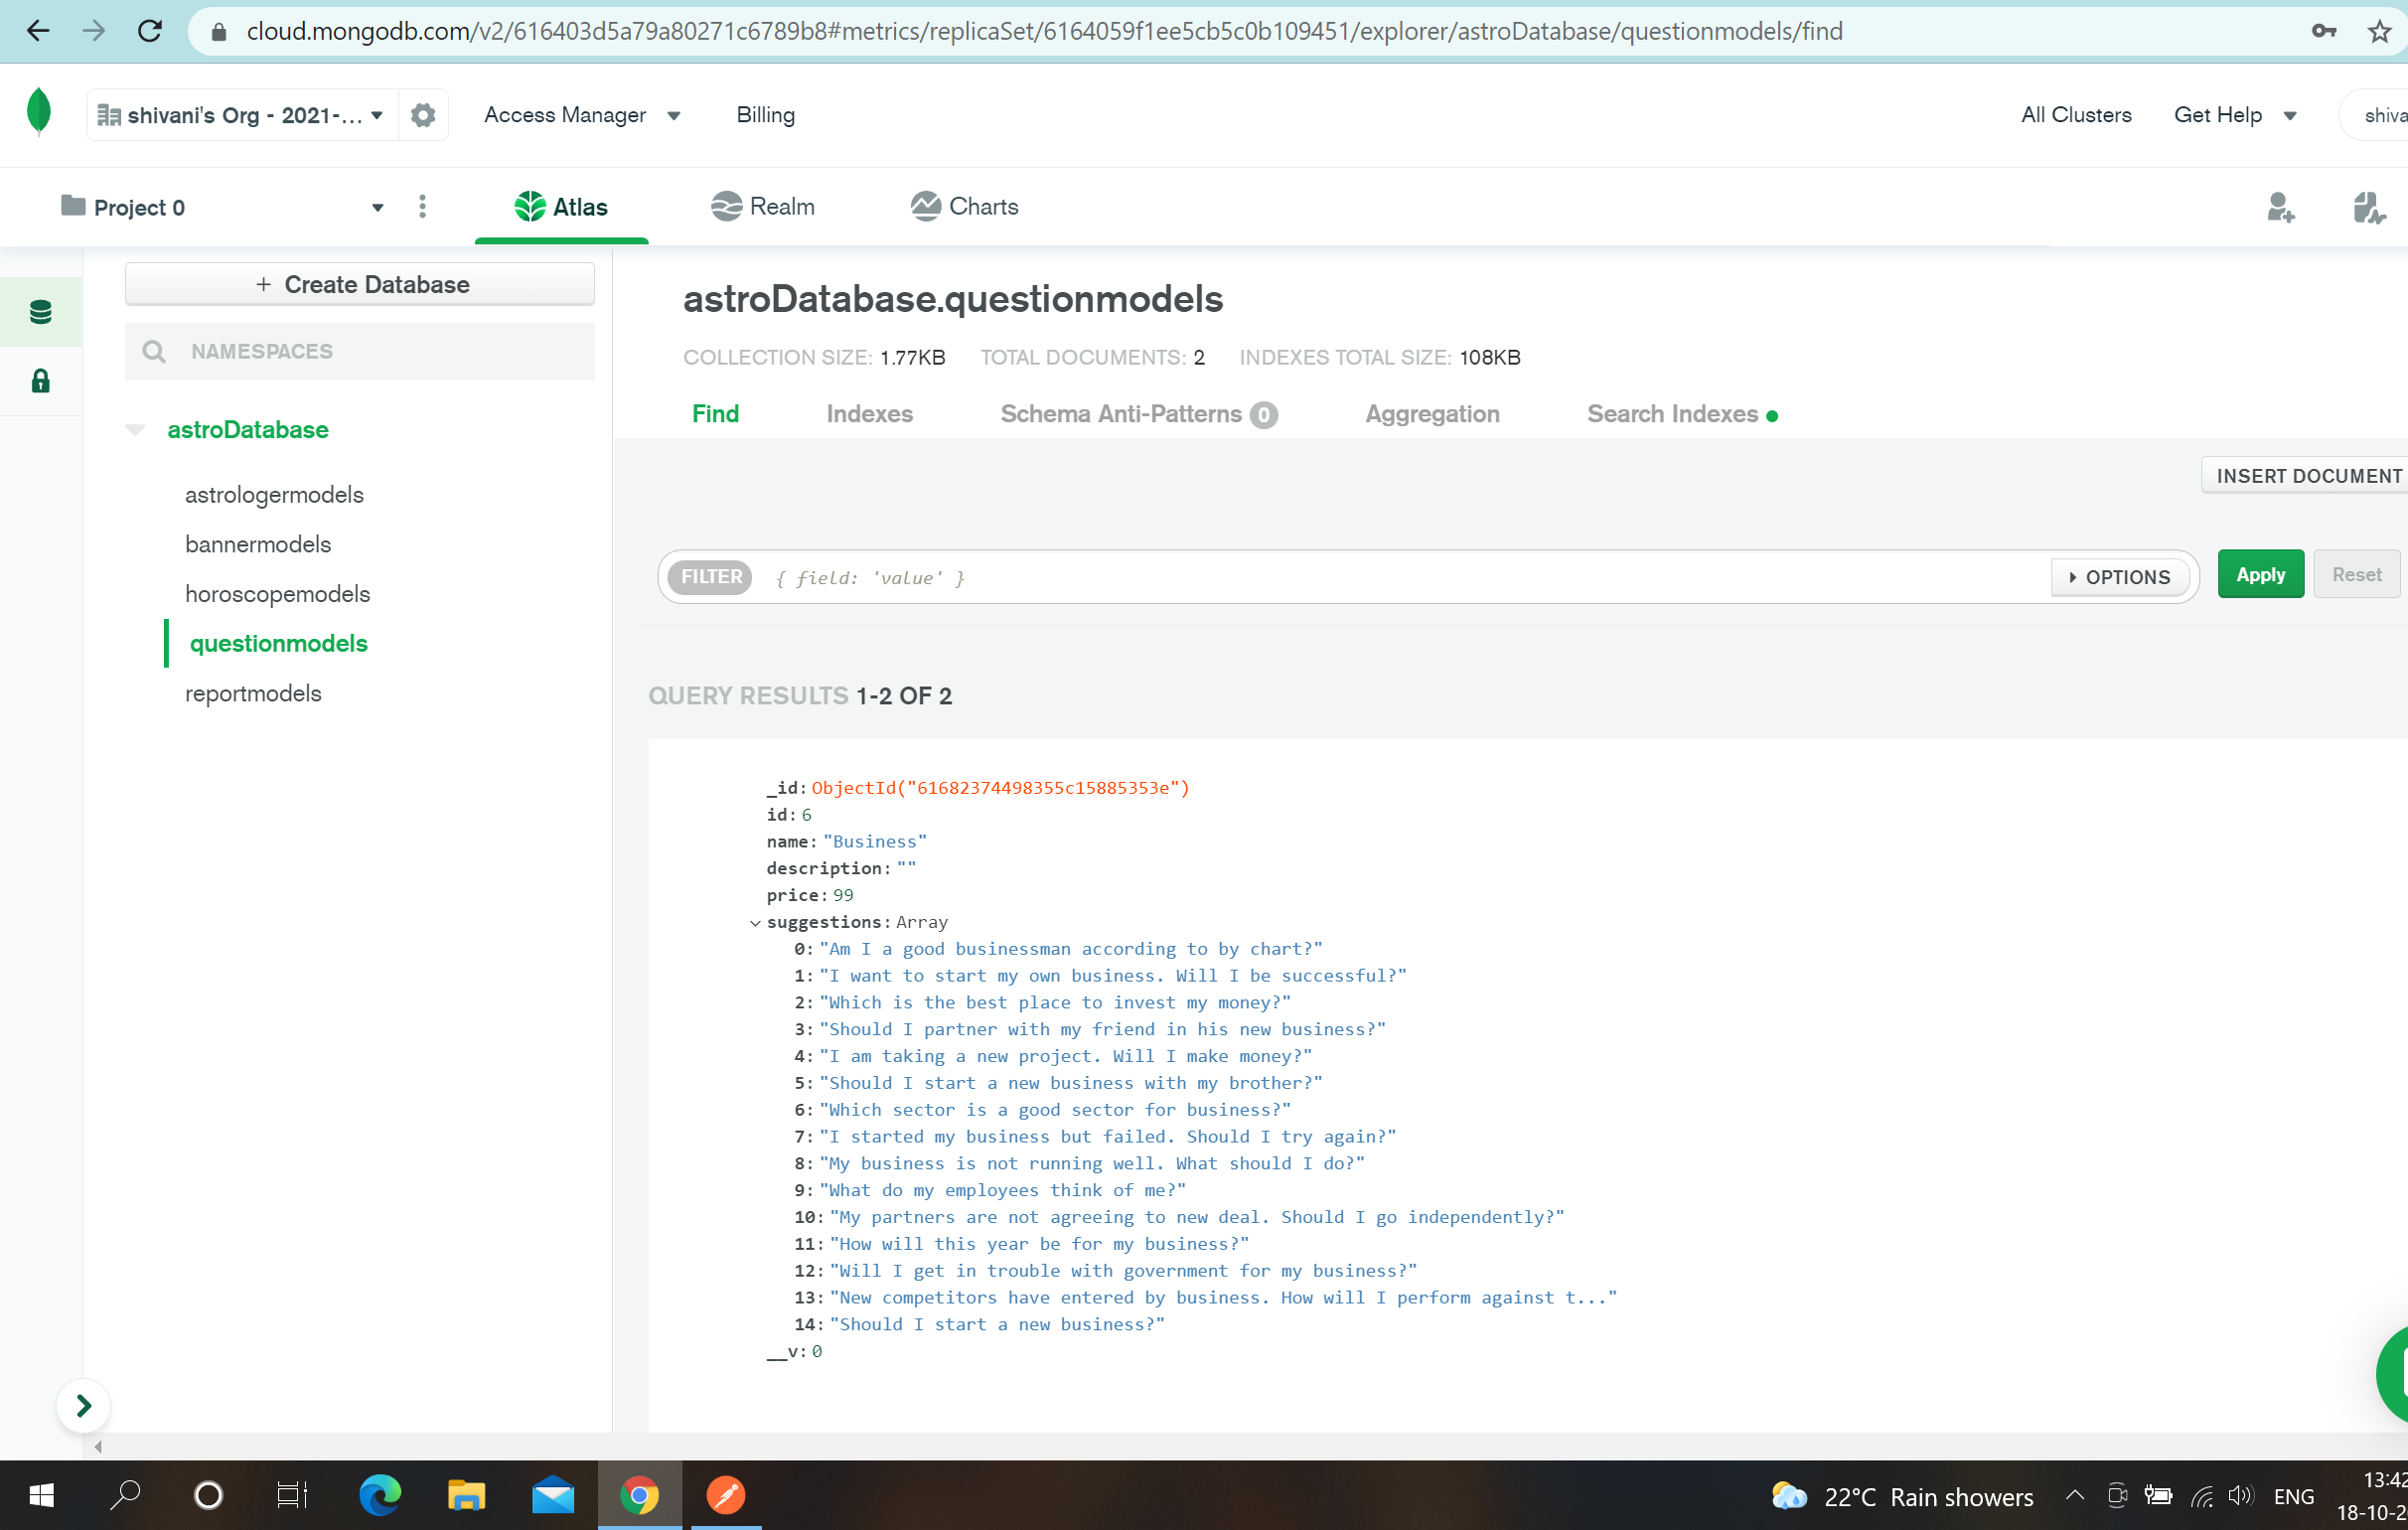 cloud.mongodb.com/v2/616403d5a79a80271c6789b8#metrics/replicaSet/6164059f1ee5cb5c0b109451/explorer/astroDatabase/questionmodels/find
shivani's Org - 2021-...
Access Manager
Billing
All Clusters
Get Help
shiva
Project 0
Atlas
Realm
Charts
+ Create Database
NAMESPACES
astroDatabase
astrologermodels
bannermodels
horoscopemodels
questionmodels
reportmodels
astroDatabase.questionmodels
COLLECTION SIZE: 1.77KB TOTAL DOCUMENTS: 2 INDEXES TOTAL SIZE: 108KB
Find Indexes Schema Anti-Patterns 0 Aggregation Search Indexes
INSERT DOCUMENT
FILTER { field: 'value' } OPTIONS Apply Reset
QUERY RESULTS 1-2 OF 2
_id: ObjectId("61682374498355c15885353e")
id: 6
name: "Business"
description: ""
price: 99
suggestions: Array
0: "Am I a good businessman according to by chart?"
1: "I want to start my own business. Will I be successful?"
2: "Which is the best place to invest my money?"
3: "Should I partner with my friend in his new business?"
4: "I am taking a new project. Will I make money?"
5: "Should I start a new business with my brother?"
6: "Which sector is a good sector for business?"
7: "I started my business but failed. Should I try again?"
8: "My business is not running well. What should I do?"
9: "What do my employees think of me?"
10: "My partners are not agreeing to new deal. Should I go independently?"
11: "How will this year be for my business?"
12: "Will I get in trouble with government for my business?"
13: "New competitors have entered by business. How will I perform against t..."
14: "Should I start a new business?"
__v: 0
22°C Rain showers
ENG
13:42
18-10-2